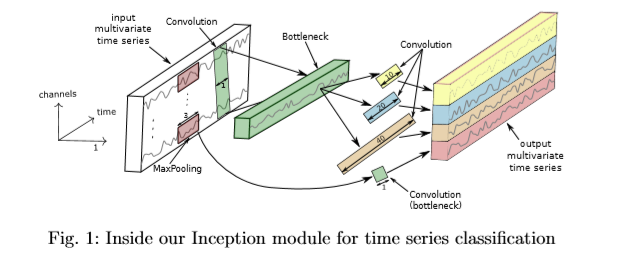 input
multivariate
time series
Convolution
Bottleneck
Convolution
channels
time
1
1
3
MaxPooling
10
20
40
1
Convolution
(bottleneck)
output
multivariate
time series
Fig. 1: Inside our Inception module for time series classification